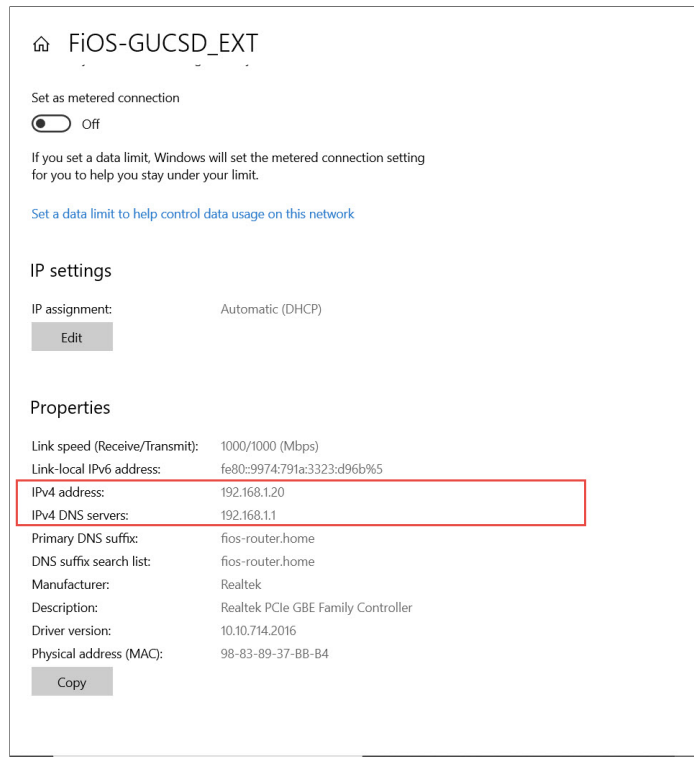 FiOS-GUCSD_EXT
Set as metered connection
Off
If you set a data limit, Windows will set the metered connection setting
for you to help you stay under your limit.
Set a data limit to help control data usage on this network
IP settings
IP assignment: Automatic (DHCP)
Edit
Properties
Link speed (Receive/Transmit): 1000/1000 (Mbps)
Link-local IPv6 address: fe80::9974:791a:3323:d96b%5
IPv4 address: 192.168.1.20
IPv4 DNS servers: 192.168.1.1
Primary DNS suffix: fios-router.home
DNS suffix search list: fios-router.home
Manufacturer: Realtek
Description: Realtek PCIe GBE Family Controller
Driver version: 10.10.714.2016
Physical address (MAC): 98-83-89-37-BB-B4
Copy